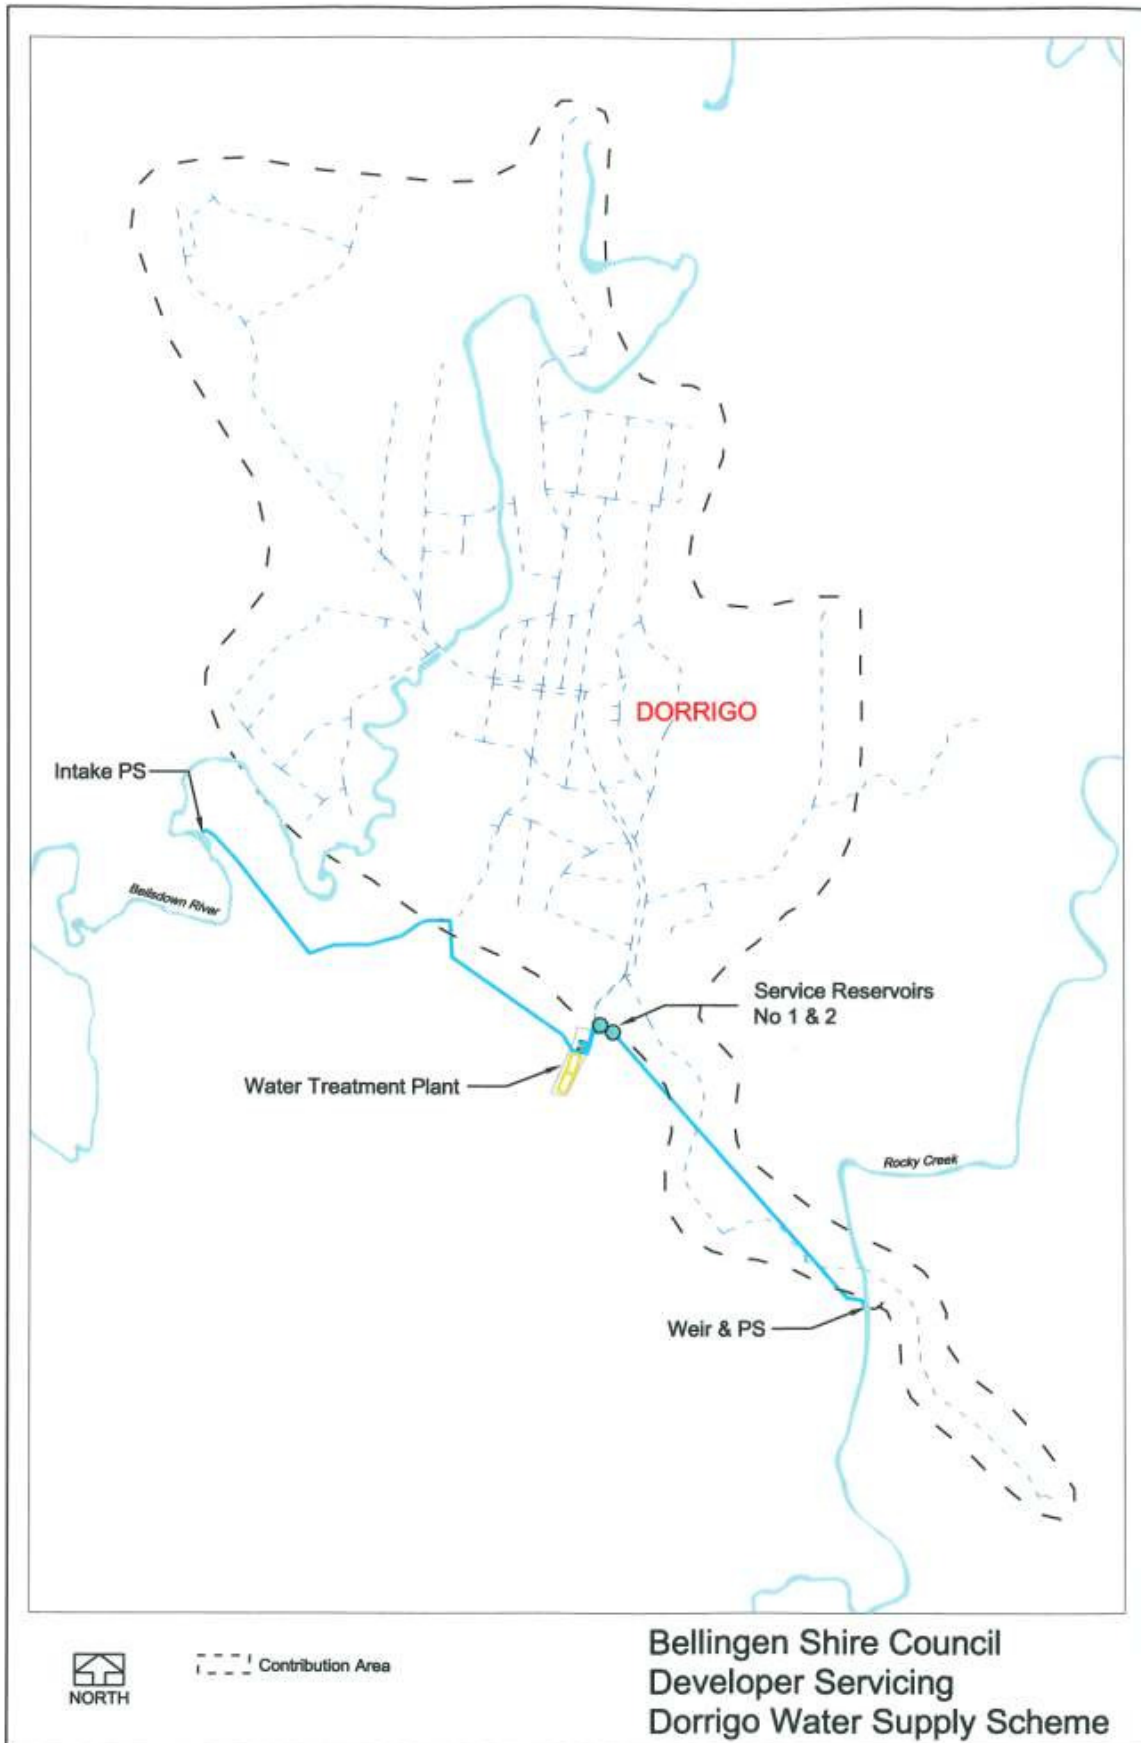 DORRIGO
Intake PS
Bellsdown River
Service Reservoirs
No 1 & 2
Water Treatment Plant
Rocky Creek
Weir & PS
NORTH
Contribution Area
Bellingen Shire Council
Developer Servicing
Dorrigo Water Supply Scheme